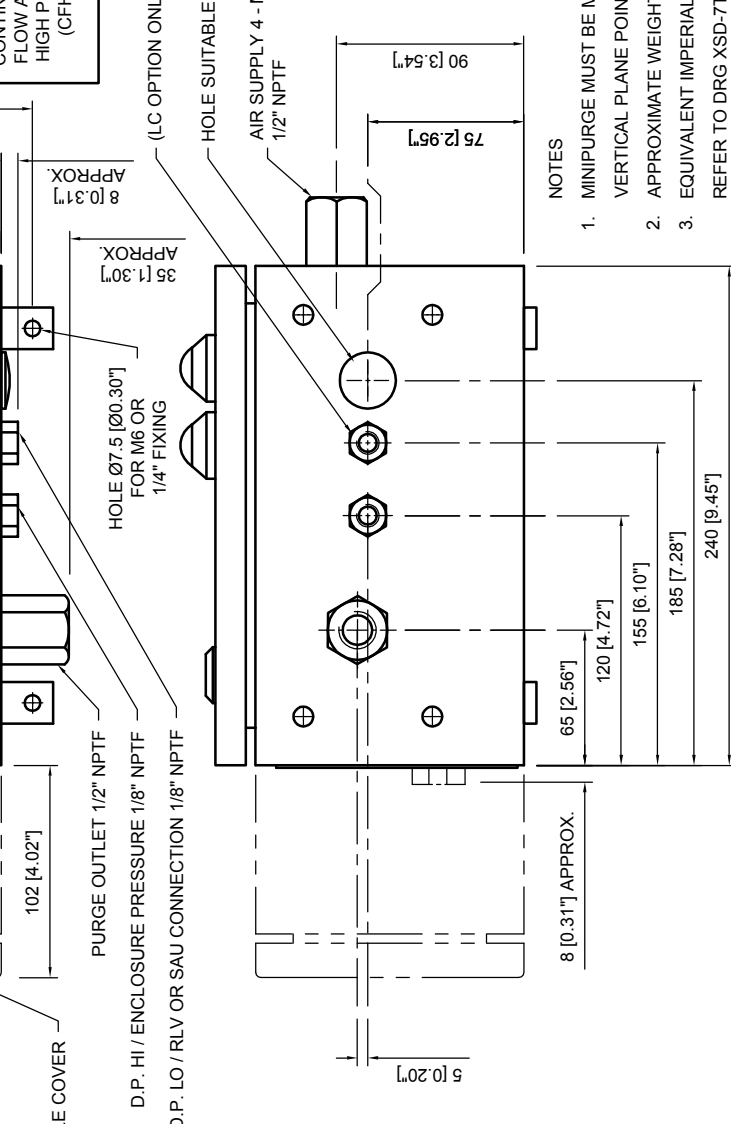 CONTIN
FLOW A
HIGH P
(CFH
(LC OPTION ONL
HOLE SUITABLE
AIR SUPPLY 4 - 
1/2" NPTF
8 [0.31"]
APPROX.
35 [1.30"]
APPROX.
90 [3.54"]
75 [2.95"]
HOLE Ø7.5 [Ø0.30"]
FOR M6 OR
1/4" FIXING
102 [4.02"]
PURGE OUTLET 1/2" NPTF
D.P. HI / ENCLOSURE PRESSURE 1/8" NPTF
D.P. LO / RLV OR SAU CONNECTION 1/8" NPTF
LE COVER
65 [2.56"]
120 [4.72"]
155 [6.10"]
185 [7.28"]
240 [9.45"]
8 [0.31"] APPROX.
5 [0.20"]
NOTES
1. MINIPURGE MUST BE M
VERTICAL PLANE POIN
2. APPROXIMATE WEIGHT
3. EQUIVALENT IMPERIAL
REFER TO DRG XSD-7T